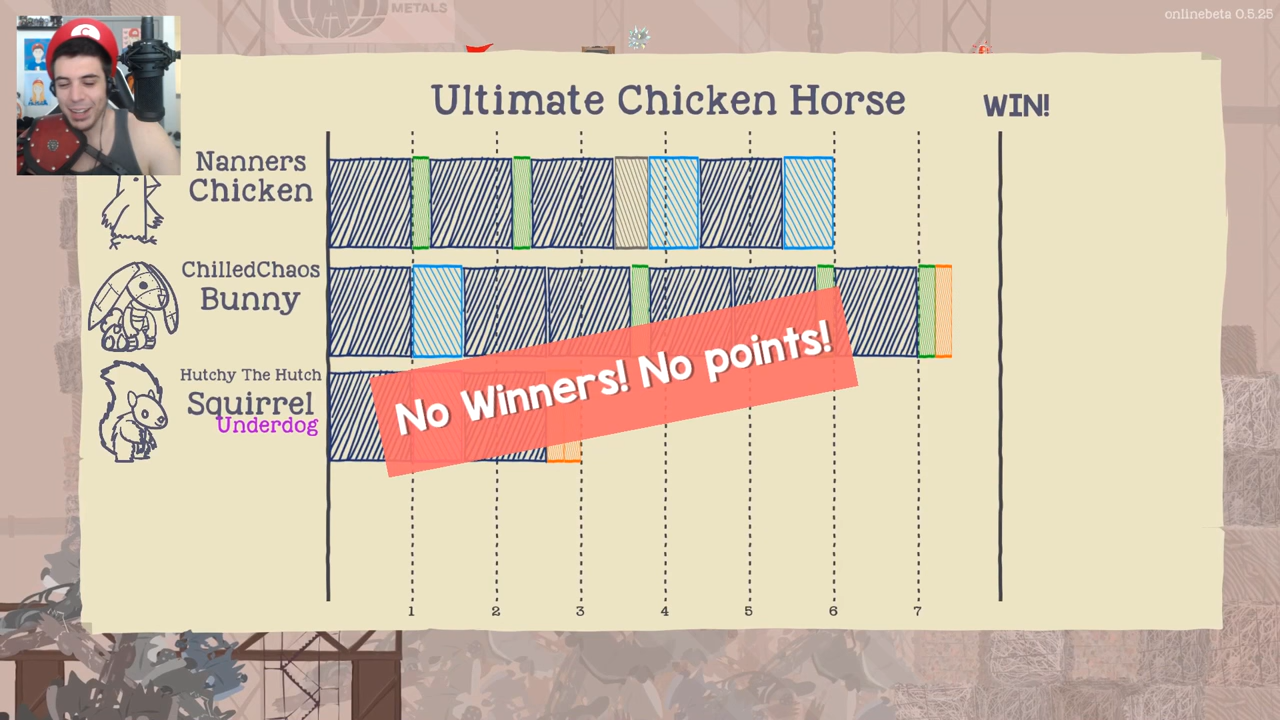 METALS
onlinebeta 0.5.25
Ultimate Chicken Horse
WIN!
Nanners
Chicken
ChilledChaos
Bunny
Hutchy The Hutch
Squirrel
Underdog
No Winners! No points!
1 2 3 4 5 6 7